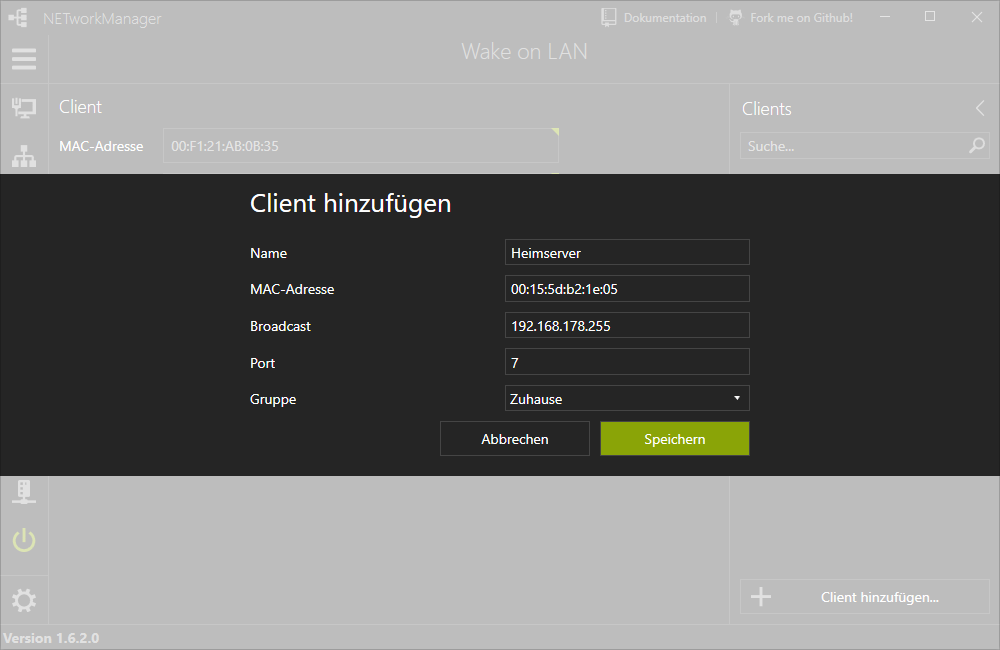 NETworkManager
Dokumentation
Fork me on Github!
Wake on LAN
Client
Clients
MAC-Adresse 00:F1:21:AB:0B:35
Suche...
Client hinzufügen
Name Heimserver
MAC-Adresse 00:15:5d:b2:1e:05
Broadcast 192.168.178.255
Port 7
Gruppe Zuhause
Abbrechen Speichern
Client hinzufügen...
Version 1.6.2.0